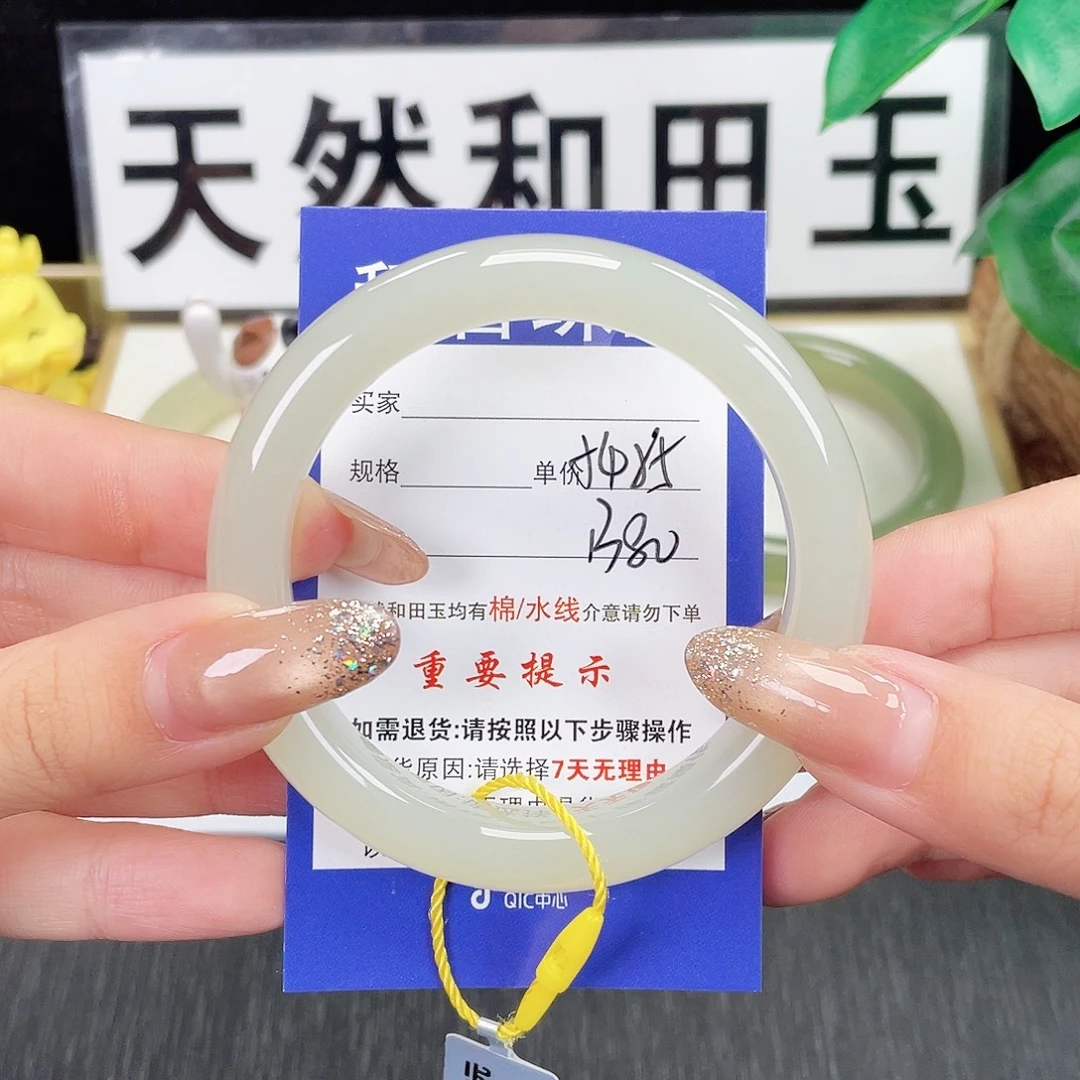 天然和田玉
买家
规格 单价
1380
和田玉均有棉/水线介意请勿下单
重要提示
如需退货:请按照以下步骤操作
货原因:请选择7天无理由
QIC中心